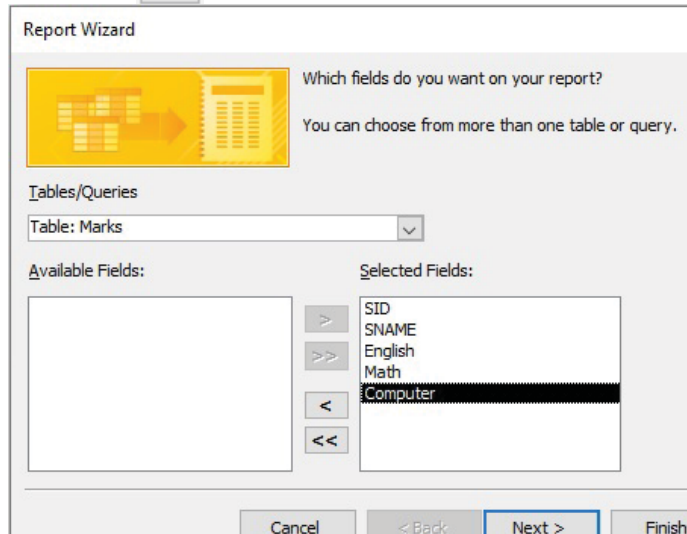 Report Wizard
Which fields do you want on your report?
You can choose from more than one table or query.
Tables/Queries
Table: Marks
Available Fields:
Selected Fields:
>
>>
<
<<
SID
SNAME
English
Math
Computer
Cancel
< Back
Next >
Finish